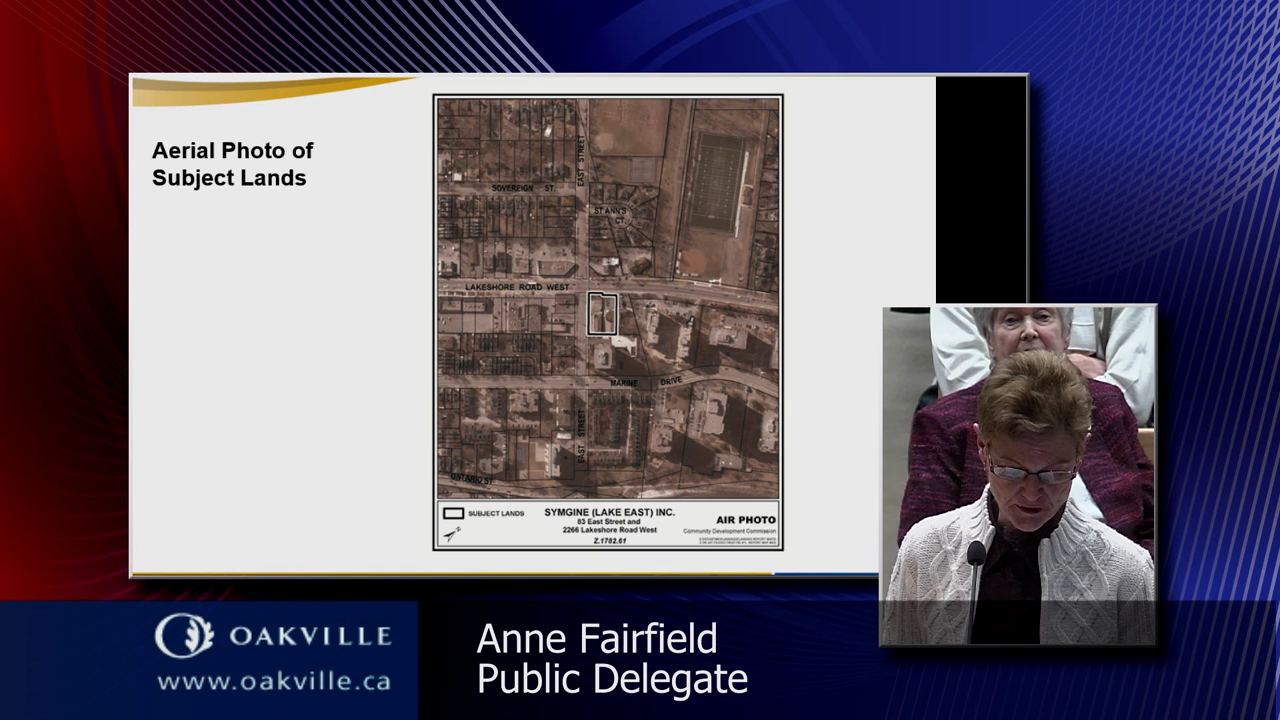 Aerial Photo of
Subject Lands
EAST STREET
SOVEREIGN ST.
ST ANN'S
CT.
LAKESHORE ROAD WEST
MARINE DRIVE
EAST STREET
ONTARIO ST.
SUBJECT LANDS
SYMGINE (LAKE EAST) INC.
83 East Street and
2266 Lakeshore Road West
Z.1782.61
AIR PHOTO
Community Development Commission
OAKVILLE
www.oakville.ca
Anne Fairfield
Public Delegate